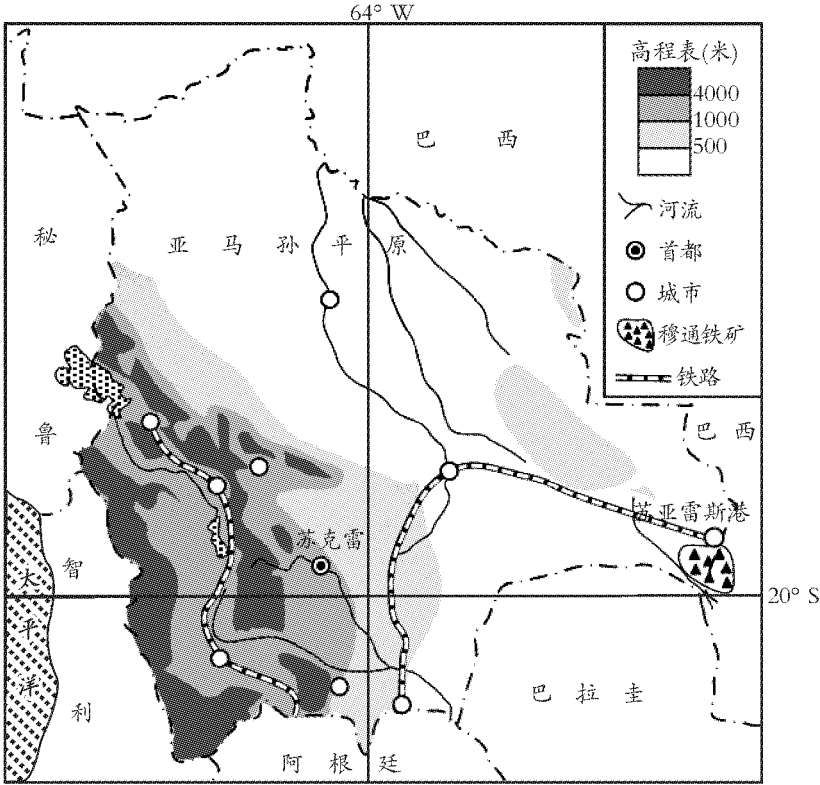 64° W
高程表(米)
4000
1000
500
河流
首都
城市
穆通铁矿
铁路
巴西
秘鲁
亚马孙平原
巴西
苏亚雷斯港
苏克雷
智利
太平洋
20° S
巴拉圭
阿根廷